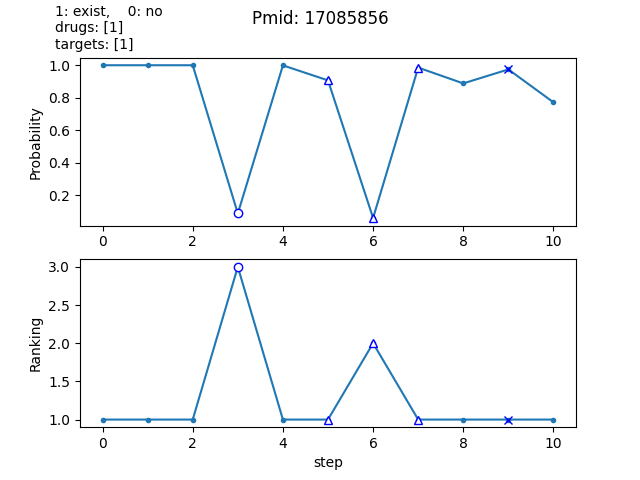 1: exist,    0: no
drugs: [1]
targets: [1]
Pmid: 17085856
Probability
1.0
0.8
0.6
0.4
0.2
0 2 4 6 8 10
Ranking
3.0
2.5
2.0
1.5
1.0
0 2 4 6 8 10
step